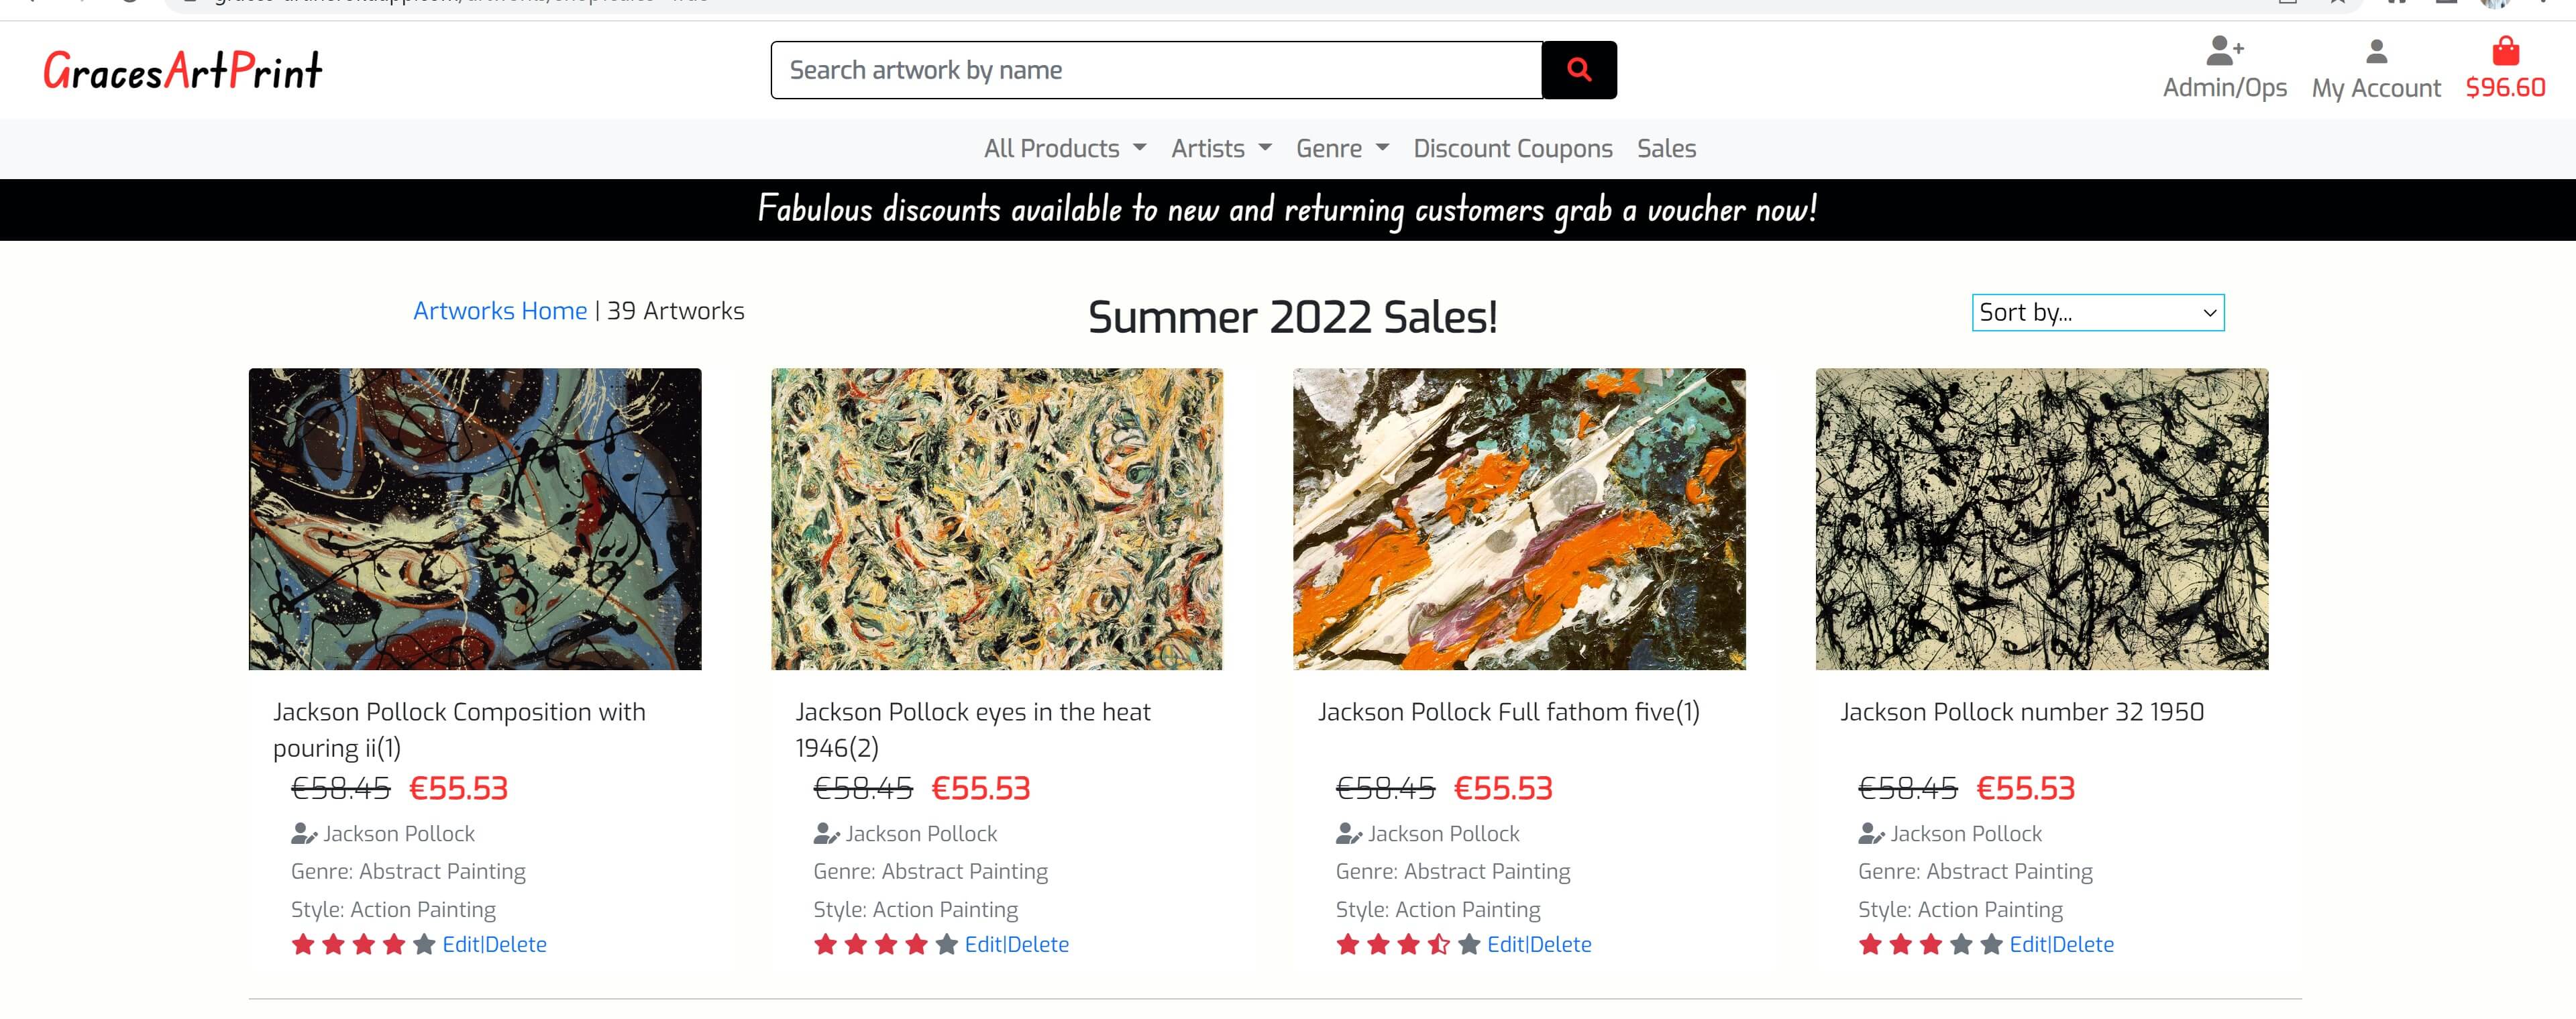 GracesArtPrint
Search artwork by name
Admin/Ops
My Account
$96.60
All Products
Artists
Genre
Discount Coupons
Sales
Fabulous discounts available to new and returning customers grab a voucher now!
Artworks Home | 39 Artworks
Summer 2022 Sales!
Sort by...
Jackson Pollock Composition with
pouring ii(1)
€58.45 €55.53
Jackson Pollock
Genre: Abstract Painting
Style: Action Painting
Edit|Delete
Jackson Pollock eyes in the heat
1946(2)
€58.45 €55.53
Jackson Pollock
Genre: Abstract Painting
Style: Action Painting
Edit|Delete
Jackson Pollock Full fathom five(1)
€58.45 €55.53
Jackson Pollock
Genre: Abstract Painting
Style: Action Painting
Edit|Delete
Jackson Pollock number 32 1950
€58.45 €55.53
Jackson Pollock
Genre: Abstract Painting
Style: Action Painting
Edit|Delete